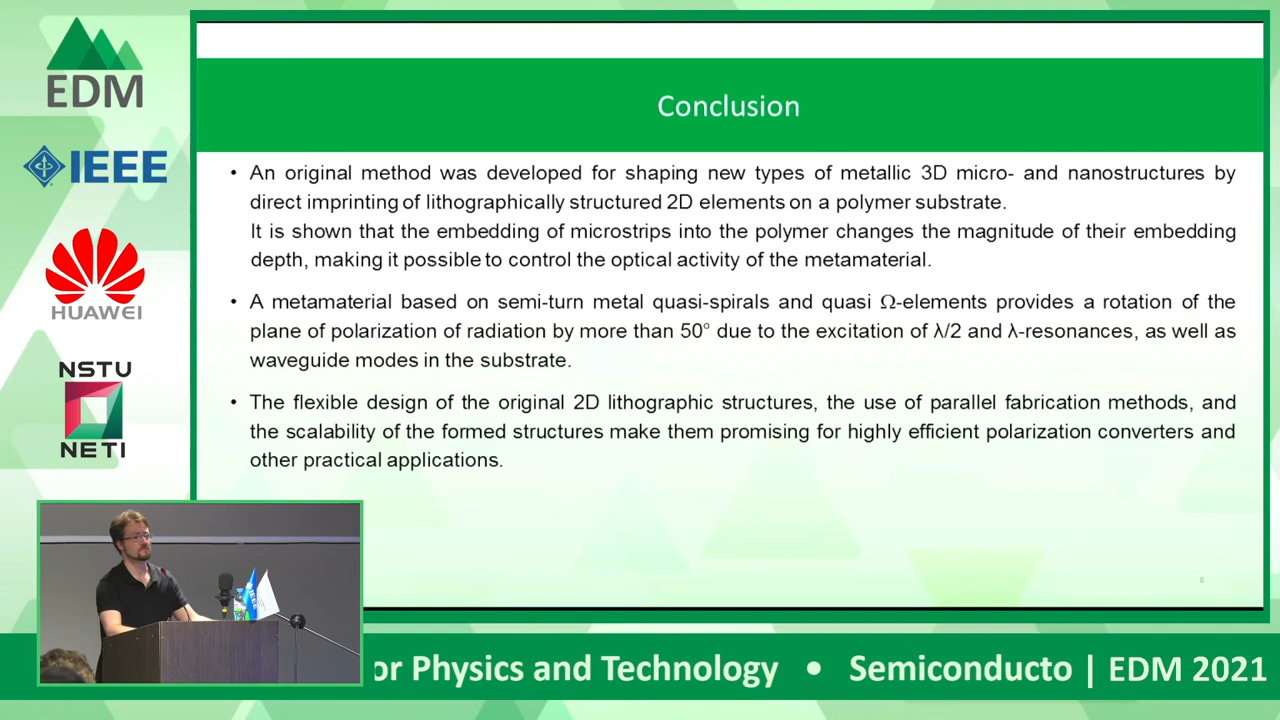 EDM
IEEE
HUAWEI
NSTU
NETI
Conclusion
• An original method was developed for shaping new types of metallic 3D micro- and nanostructures by
direct imprinting of lithographically structured 2D elements on a polymer substrate.
It is shown that the embedding of microstrips into the polymer changes the magnitude of their embedding
depth, making it possible to control the optical activity of the metamaterial.
• A metamaterial based on semi-turn metal quasi-spirals and quasi Ω-elements provides a rotation of the
plane of polarization of radiation by more than 50° due to the excitation of λ/2 and λ-resonances, as well as
waveguide modes in the substrate.
• The flexible design of the original 2D lithographic structures, the use of parallel fabrication methods, and
the scalability of the formed structures make them promising for highly efficient polarization converters and
other practical applications.
8
IEEE
or Physics and Technology • Semiconducto | EDM 2021